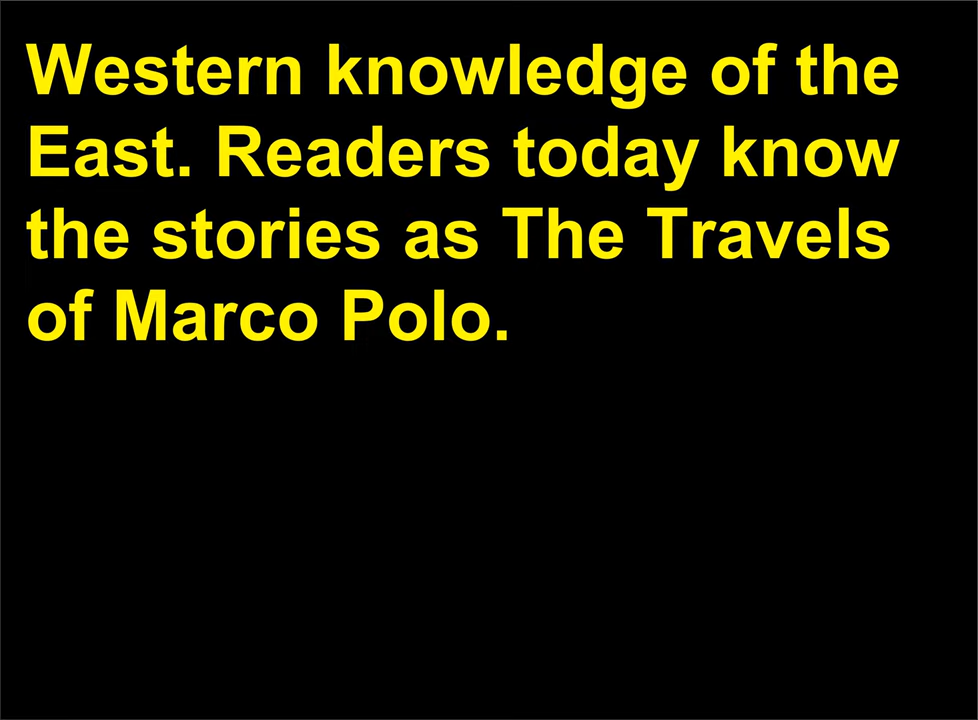 Western knowledge of the
East. Readers today know
the stories as The Travels
of Marco Polo.